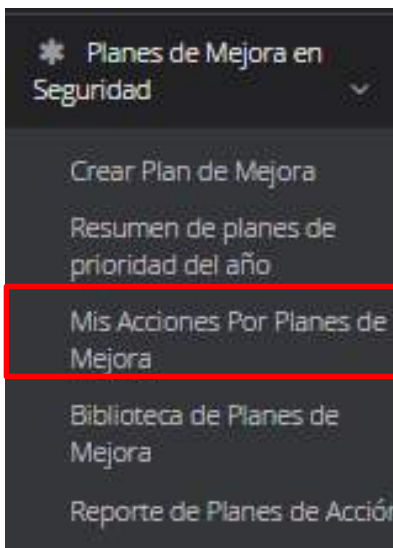 Planes de Mejora en
Seguridad
Crear Plan de Mejora
Resumen de planes de
prioridad del año
Mis Acciones Por Planes de
Mejora
Biblioteca de Planes de
Mejora
Reporte de Planes de Acción